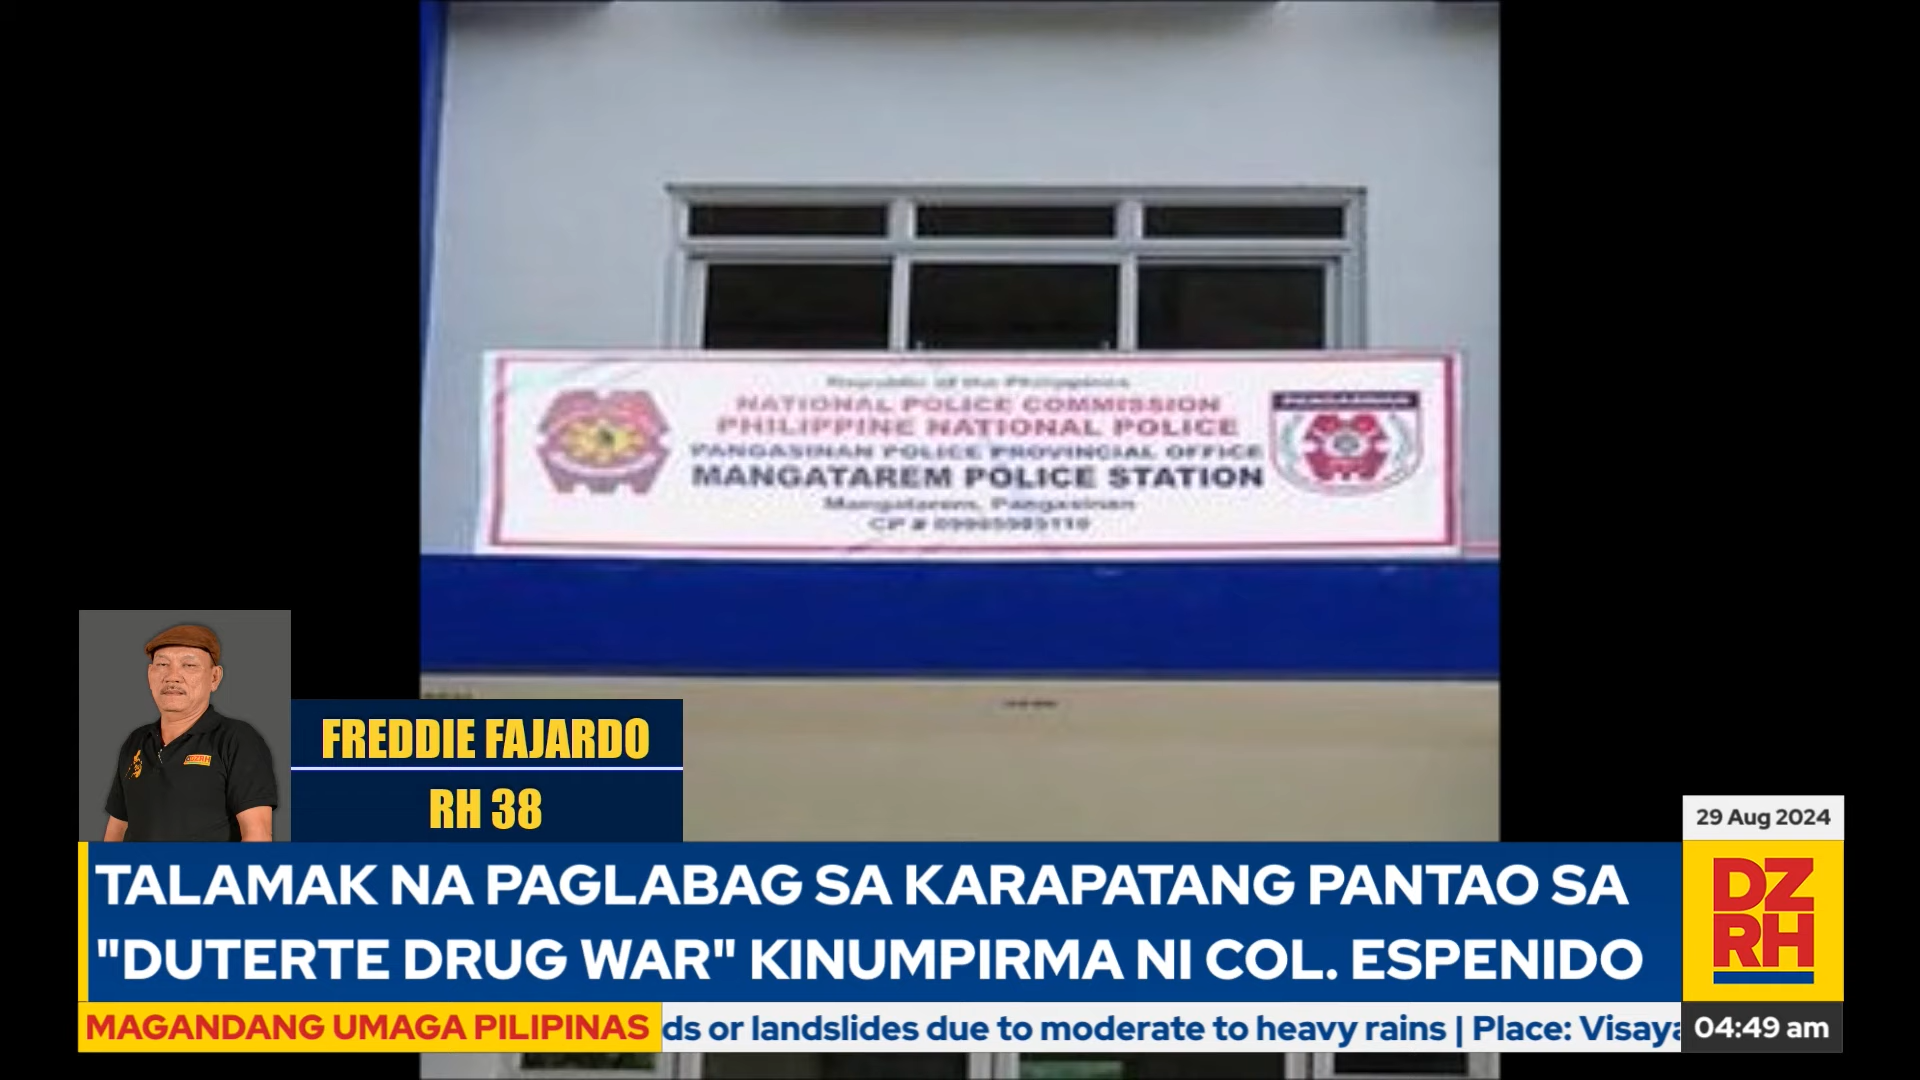 Republic of the Philippines
NATIONAL POLICE COMMISSION
PHILIPPINE NATIONAL POLICE
PANGASINAN POLICE PROVINCIAL OFFICE
MANGATAREM POLICE STATION
Mangatarem, Pangasinan
CP #
PANGASINAN
FREDDIE FAJARDO
RH 38
29 Aug 2024
TALAMAK NA PAGLABAG SA KARAPATANG PANTAO SA
"DUTERTE DRUG WAR" KINUMPIRMA NI COL. ESPENIDO
DZ
RH
MAGANDANG UMAGA PILIPINAS
ds or landslides due to moderate to heavy rains | Place: Visaya
04:49 am